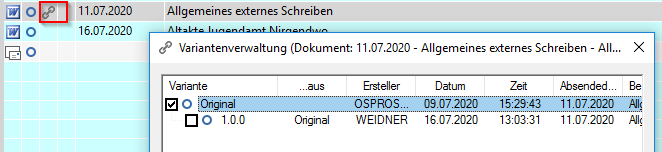 11.07.2020 Allgemeines externes Schreiben
16.07.2020 Altakte Jugendamt Nirgendwo
Variantenverwaltung (Dokument: 11.07.2020 - Allgemeines externes Schreiben - All...
Variante ...aus Ersteller Datum Zeit Absended... Be
Original OSPROS... 09.07.2020 15:29:43 11.07.2020 Allg
1.0.0 Original WEIDNER 16.07.2020 13:03:31 11.07.2020 Allg